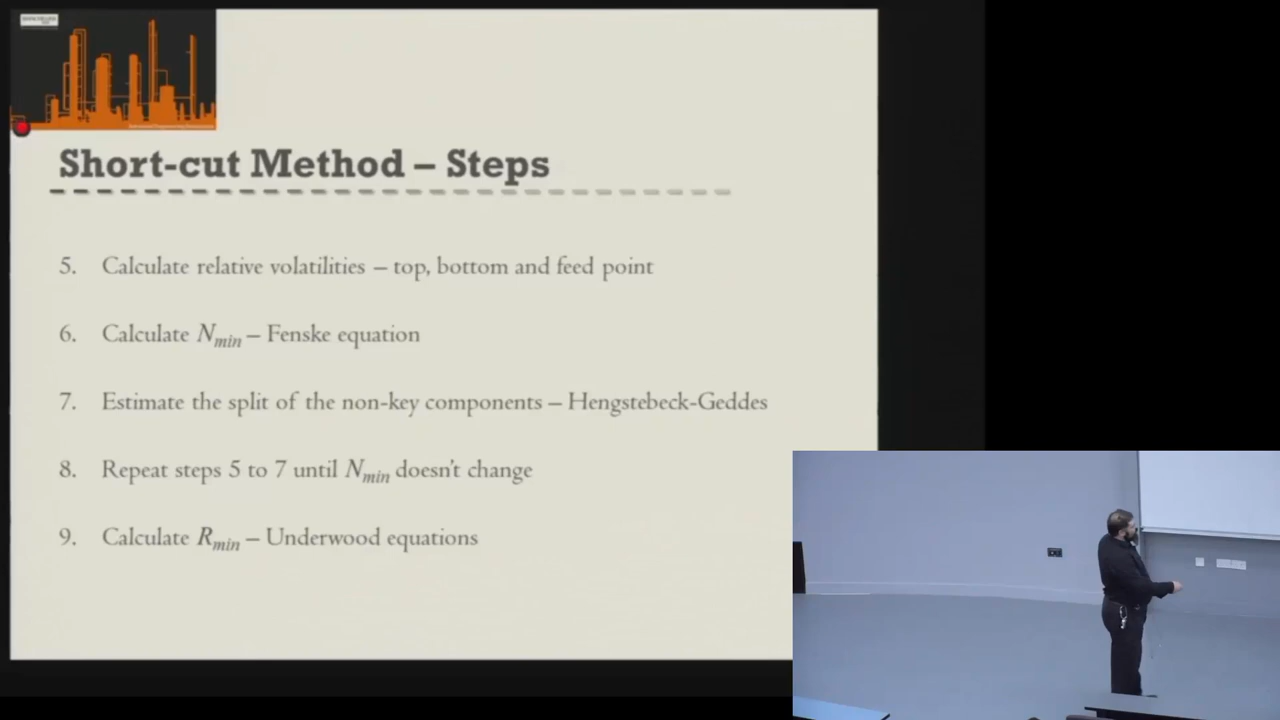 Short-cut Method – Steps
5. Calculate relative volatilities – top, bottom and feed point
6. Calculate Nmin – Fenske equation
7. Estimate the split of the non-key components – Hengstebeck-Geddes
8. Repeat steps 5 to 7 until Nmin doesn't change
9. Calculate Rmin – Underwood equations